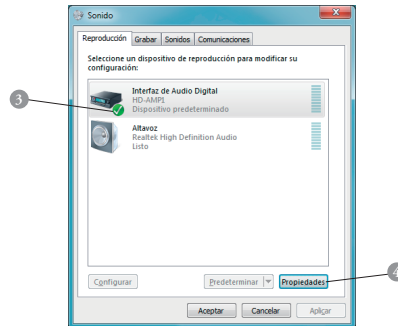 Sonido
Reproducción Grabar Sonidos Comunicaciones
Seleccione un dispositivo de reproducción para modificar su
configuración:
3
Interfaz de Audio Digital
HD-AMP1
Dispositivo predeterminado
Altavoz
Realtek High Definition Audio
Listo
4
Configurar Predeterminar Propiedades
Aceptar Cancelar Aplicar